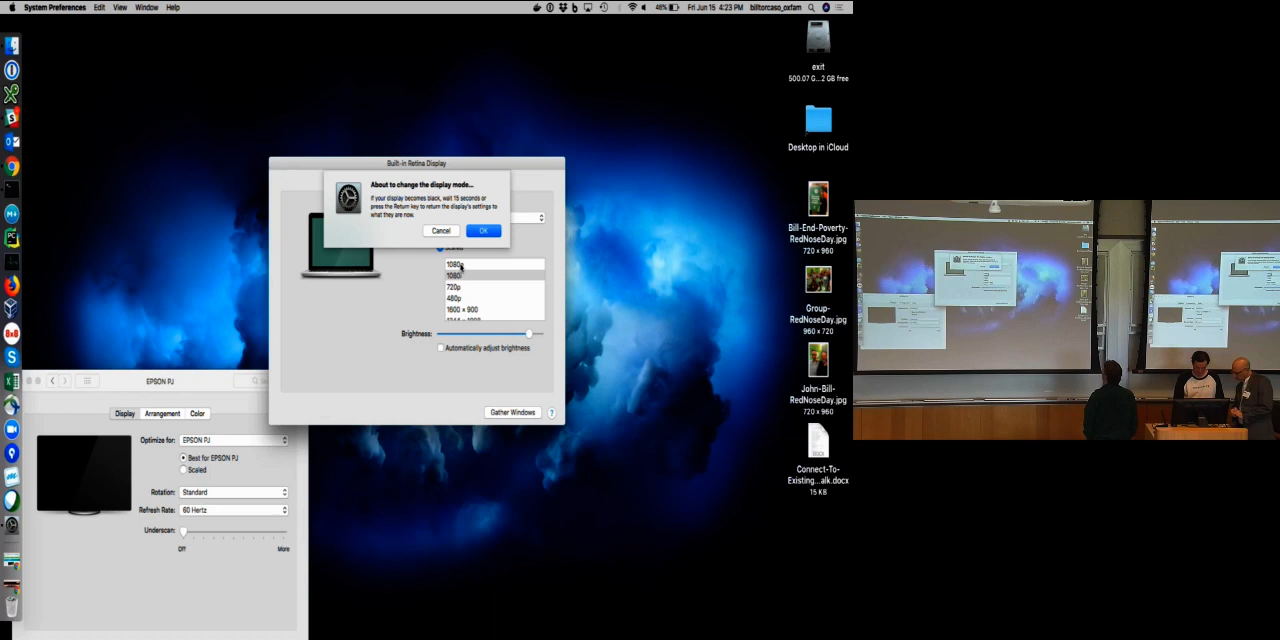 System Preferences Edit View Window Help
48% Fri Jun 15 4:23 PM billtorcaso_oxfam
exit
500.07 G...2 GB free
Desktop in iCloud
Bill-End-Poverty-
RedNoseDay.jpg
720 × 960
Group-
RedNoseDay.jpg
960 × 720
John-Bill-
RedNoseDay.jpg
720 × 960
DOCX
Connect-To-
Existing...alk.docx
15 KB
Built-in Retina Display
About to change the display mode...
If your display becomes black, wait 15 seconds or
press the Return key to return the display's settings to
what they are now.
Cancel OK
1080p
1080i
720p
480p
1600 × 900
Brightness:
Automatically adjust brightness
Gather Windows ?
EPSON PJ
Display Arrangement Color
Optimize for: EPSON PJ
Best for EPSON PJ
Scaled
Rotation: Standard
Refresh Rate: 60 Hertz
Underscan:
Off More